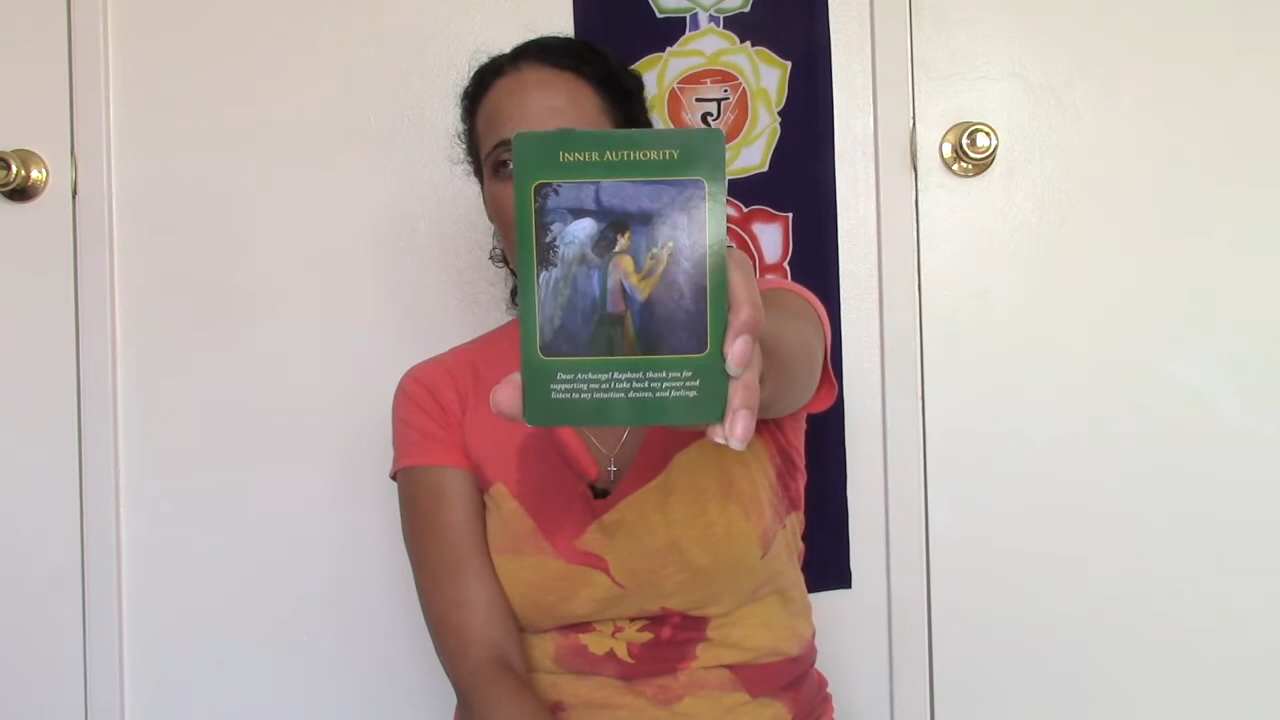 वं
INNER AUTHORITY
Dear Archangel Raphael, thank you for
supporting me as I take back my power and
listen to my intuition, desires, and feelings.